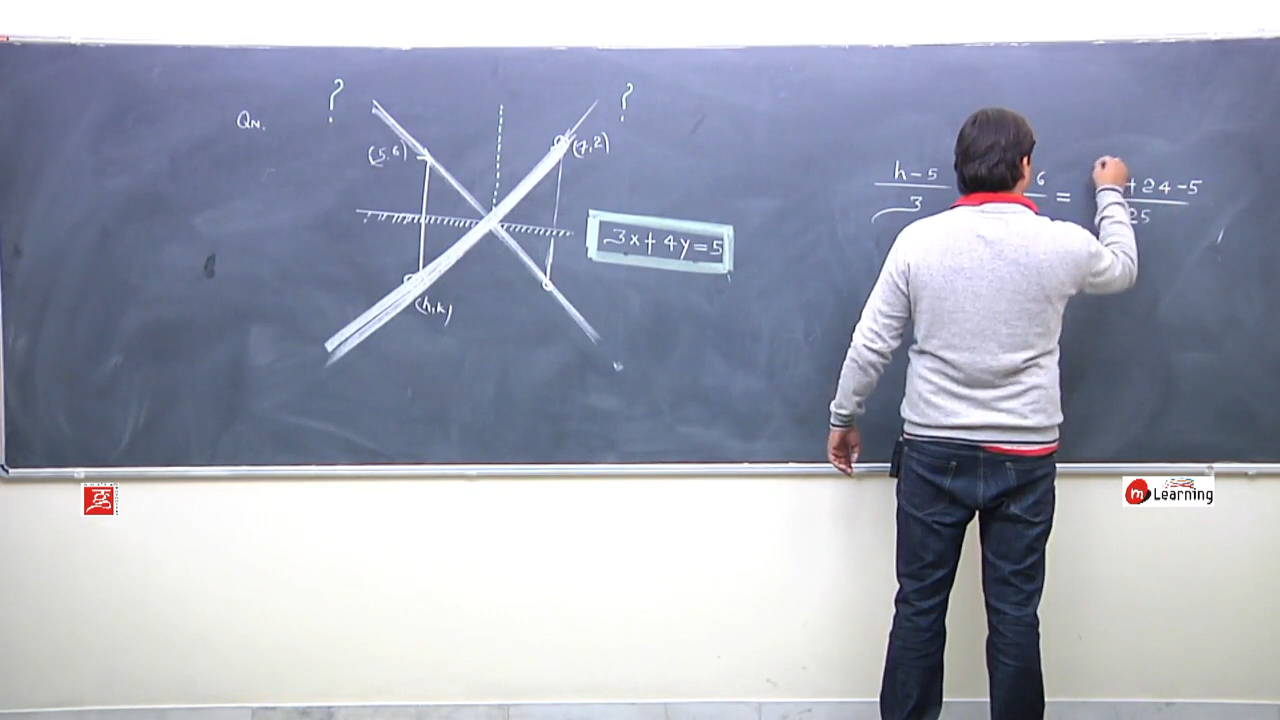 ?
?
QN.
(5,6)
(7,2)
3x+4y=5
(h,k)
h-5
3
6
=
+24-5
25
m Learning